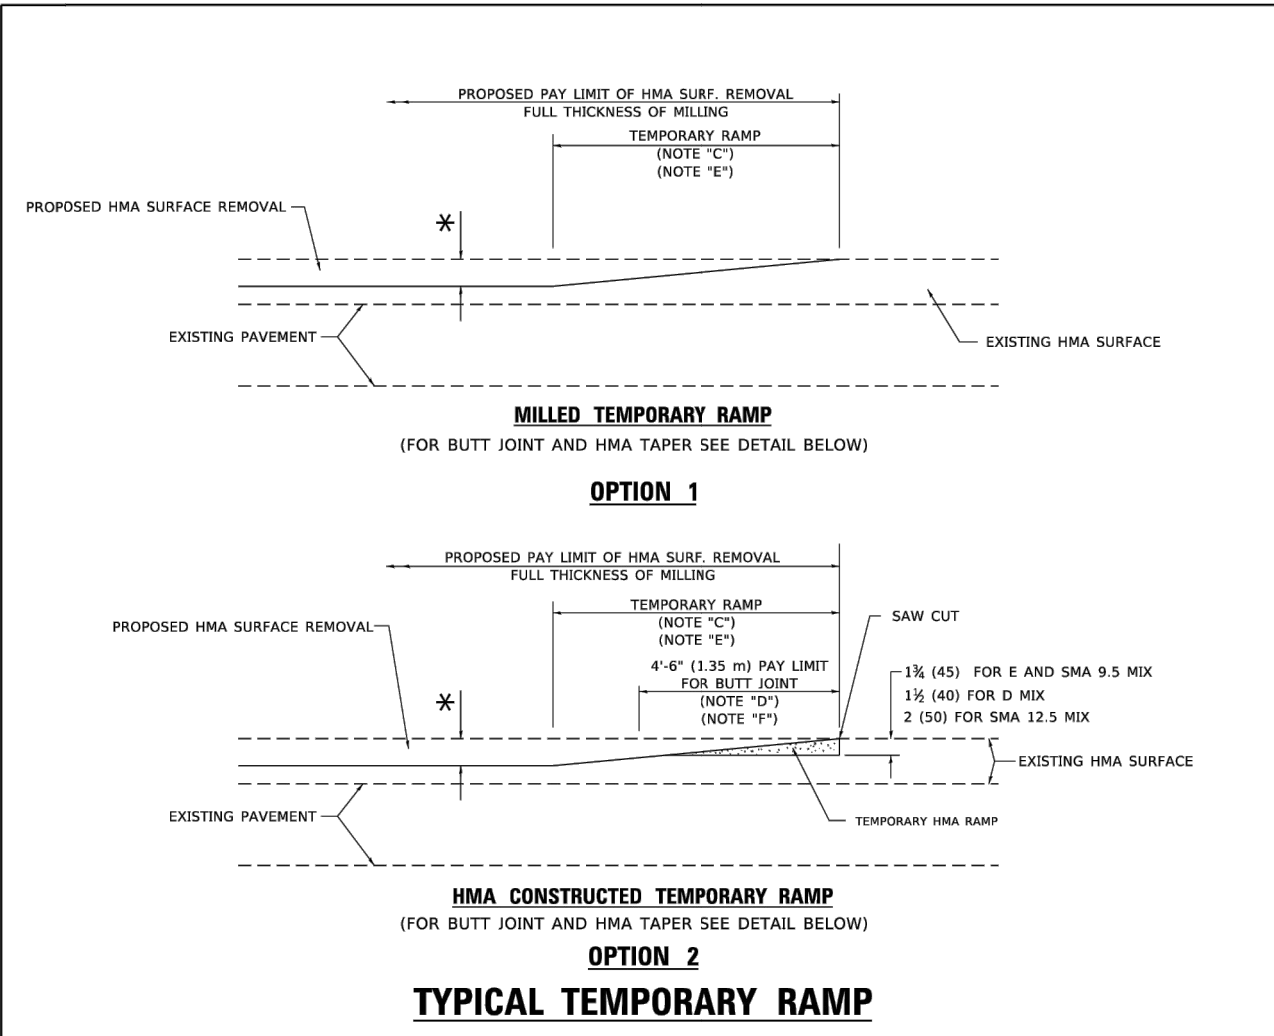 PROPOSED PAY LIMIT OF HMA SURF. REMOVAL
FULL THICKNESS OF MILLING
TEMPORARY RAMP
(NOTE "C")
(NOTE "E")
PROPOSED HMA SURFACE REMOVAL
*
EXISTING PAVEMENT
EXISTING HMA SURFACE
MILLED TEMPORARY RAMP
(FOR BUTT JOINT AND HMA TAPER SEE DETAIL BELOW)
OPTION 1
PROPOSED PAY LIMIT OF HMA SURF. REMOVAL
FULL THICKNESS OF MILLING
TEMPORARY RAMP
(NOTE "C")
(NOTE "E")
SAW CUT
PROPOSED HMA SURFACE REMOVAL
4'-6" (1.35 m) PAY LIMIT
FOR BUTT JOINT
(NOTE "D")
(NOTE "F")
1¾ (45) FOR E AND SMA 9.5 MIX
1½ (40) FOR D MIX
2 (50) FOR SMA 12.5 MIX
*
EXISTING HMA SURFACE
EXISTING PAVEMENT
TEMPORARY HMA RAMP
HMA CONSTRUCTED TEMPORARY RAMP
(FOR BUTT JOINT AND HMA TAPER SEE DETAIL BELOW)
OPTION 2
TYPICAL TEMPORARY RAMP